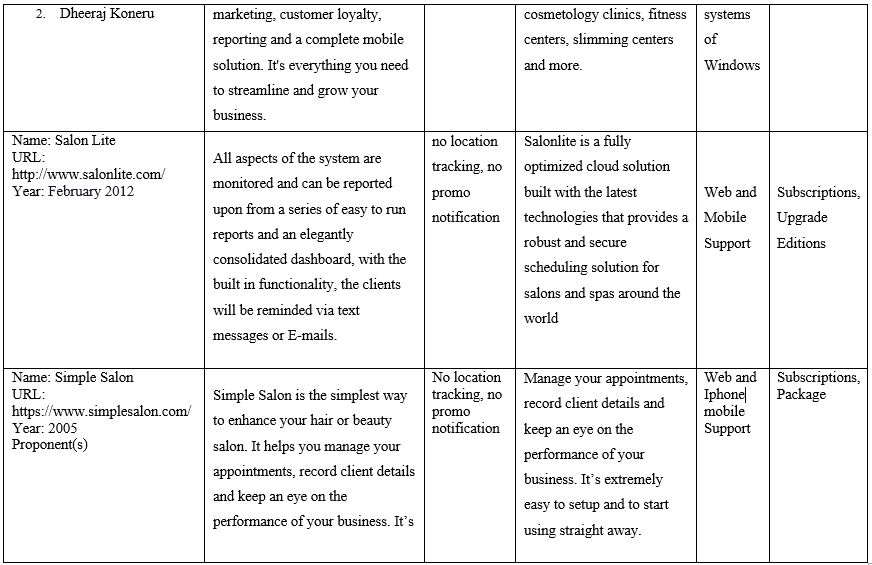 2. Dheeraj Koneru
marketing, customer loyalty,
reporting and a complete mobile
solution. It's everything you need
to streamline and grow your
business.
cosmetology clinics, fitness
centers, slimming centers
and more.
systems
of
Windows
Name: Salon Lite
URL:
http://www.salonlite.com/
Year: February 2012
All aspects of the system are
monitored and can be reported
upon from a series of easy to run
reports and an elegantly
consolidated dashboard, with the
built in functionality, the clients
will be reminded via text
messages or E-mails.
no location
tracking, no
promo
notification
Salonlite is a fully
optimized cloud solution
built with the latest
technologies that provides a
robust and secure
scheduling solution for
salons and spas around the
world
Web and
Mobile
Support
Subscriptions,
Upgrade
Editions
Name: Simple Salon
URL:
https://www.simplesalon.com/
Year: 2005
Proponent(s)
Simple Salon is the simplest way
to enhance your hair or beauty
salon. It helps you manage your
appointments, record client details
and keep an eye on the
performance of your business. It’s
No location
tracking, no
promo
notification
Manage your appointments,
record client details and
keep an eye on the
performance of your
business. It’s extremely
easy to setup and to start
using straight away.
Web and
Iphone
mobile
Support
Subscriptions,
Package